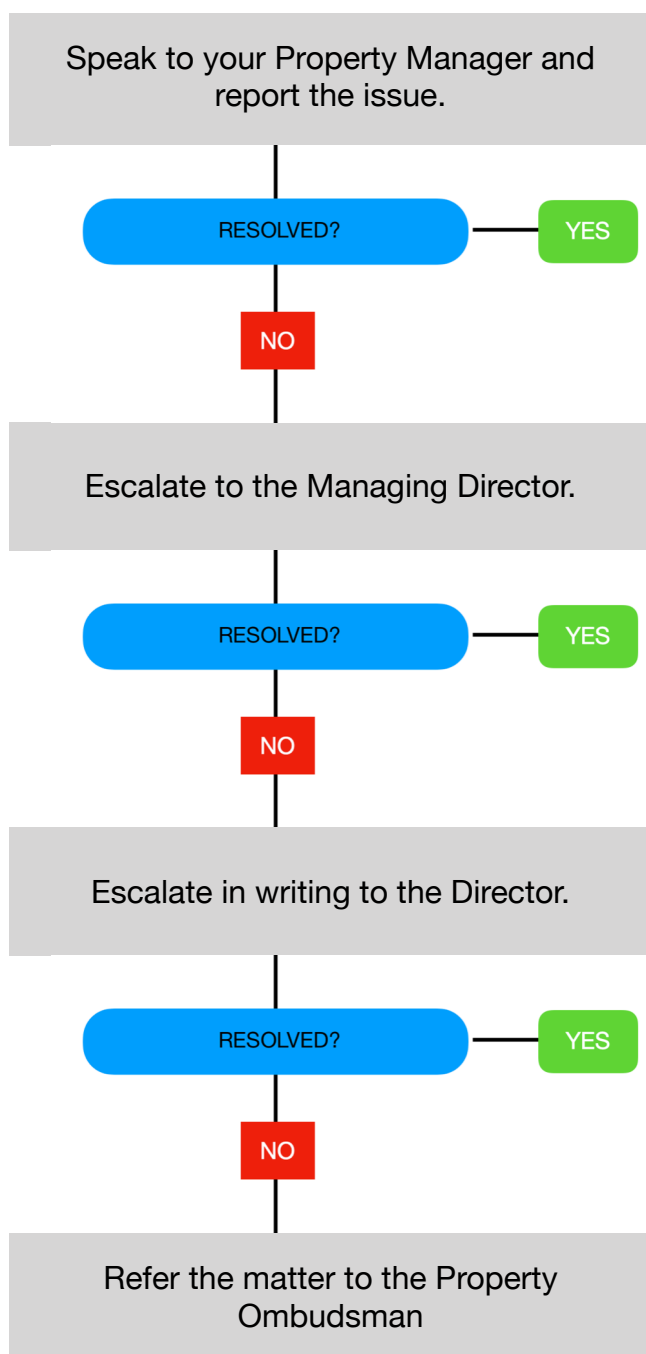 Speak to your Property Manager and
report the issue.
RESOLVED?
YES
NO
Escalate to the Managing Director.
RESOLVED?
YES
NO
Escalate in writing to the Director.
RESOLVED?
YES
NO
Refer the matter to the Property
Ombudsman